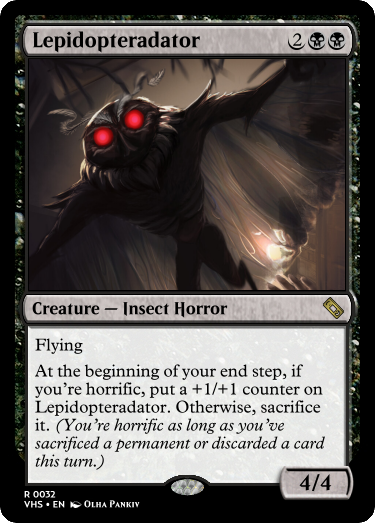 Lepidopteradator 2
Creature — Insect Horror
Flying
At the beginning of your end step, if
you're horrific, put a +1/+1 counter on
Lepidopteradator. Otherwise, sacrifice
it. (You're horrific as long as you've
sacrificed a permanent or discarded a card
this turn.)
4/4
R 0032
VHS • EN Olha Pankiv